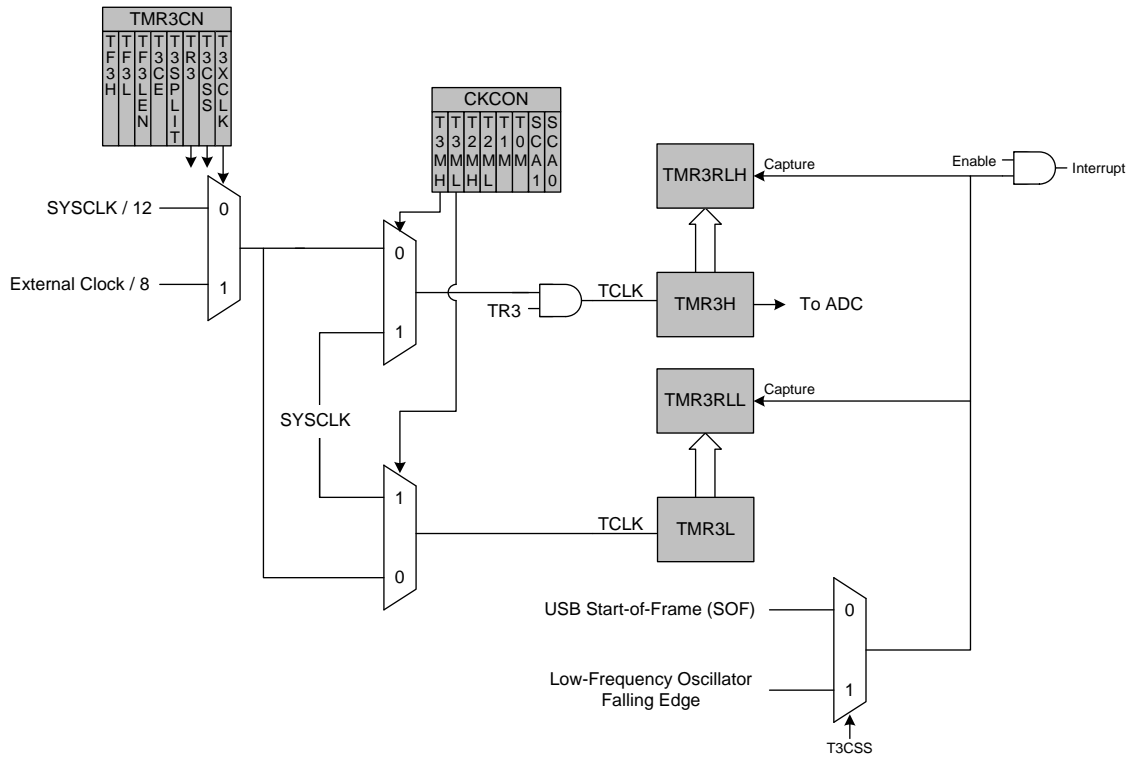 TMR3CN
TF3H
TF3L
TF3LEN
T3CE
T3SPLIT
TR3
T3CSS
T3XCLK
CKCON
T3MH
T3ML
T2MH
T2ML
T1M
T0M
SCA1
SCA0
SYSCLK / 12
0
External Clock / 8
1
0
1
SYSCLK
1
0
TR3
TCLK
TMR3RLH
Capture
TMR3H
To ADC
Enable
Interrupt
TMR3RLL
Capture
TCLK
TMR3L
USB Start-of-Frame (SOF)
0
Low-Frequency Oscillator
Falling Edge
1
T3CSS